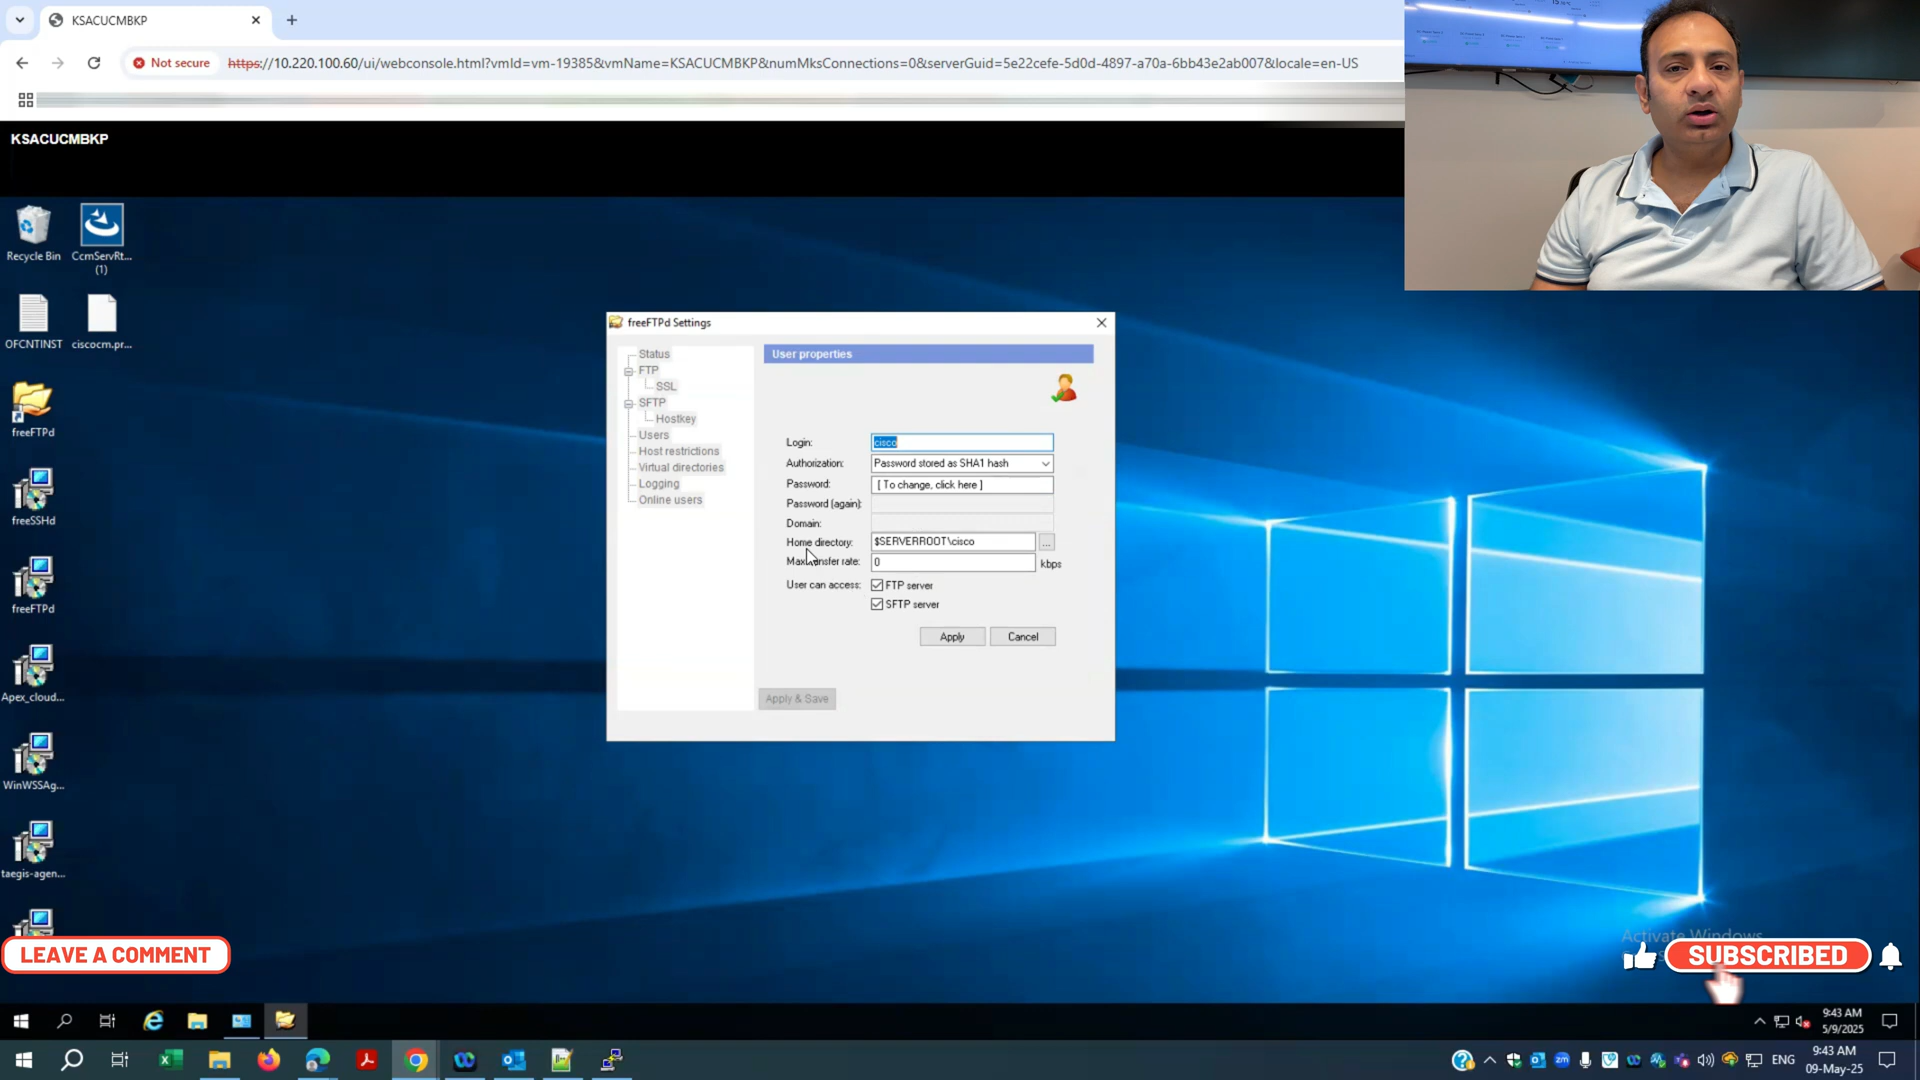 KSACUCMBKP
Not secure
https://10.220.100.60/ui/webconsole.html?vmId=vm-19385&vmName=KSACUCMBKP&numMksConnections=0&serverGuid=5e22cefe-5d0d-4897-a70a-6bb43e2ab007&locale=en-US
KSACUCMBKP
Recycle Bin
CcmServRt... (1)
OFCNTINST
ciscocm.pr...
freeFTPd
freeSSHd
freeFTPd
Apex_cloud...
WinWSSAg...
taegis-agen...
freeFTPd Settings
Status
FTP
SSL
SFTP
Hostkey
Users
Host restrictions
Virtual directories
Logging
Online users
User properties
Login: cisco
Authorization: Password stored as SHA1 hash
Password: [ To change, click here ]
Password (again):
Domain:
Home directory: $SERVERROOT\cisco ...
0 kbps
User can access: FTP server
SFTP server
Apply Cancel
Apply & Save
Activate Windows
LEAVE A COMMENT
SUBSCRIBED
9:43 AM
5/9/2025
ENG
9:43 AM
09-May-25